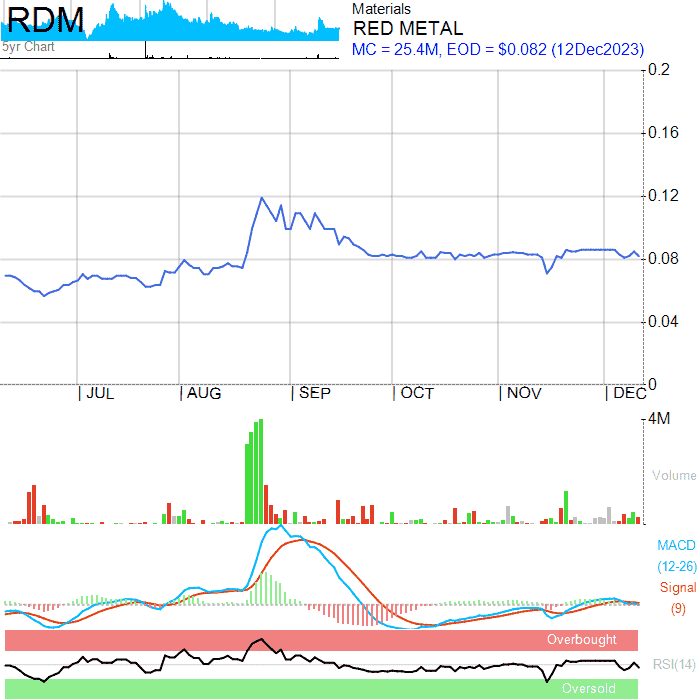 RDM
5yr Chart
Materials
RED METAL
MC = 25.4M, EOD = $0.082 (12Dec2023)
0.2
0.16
0.12
0.08
0.04
0
| JUL | AUG | SEP | OCT | NOV | DEC
4M
Volume
MACD
(12-26)
Signal
(9)
Overbought
RSI(14)
Oversold